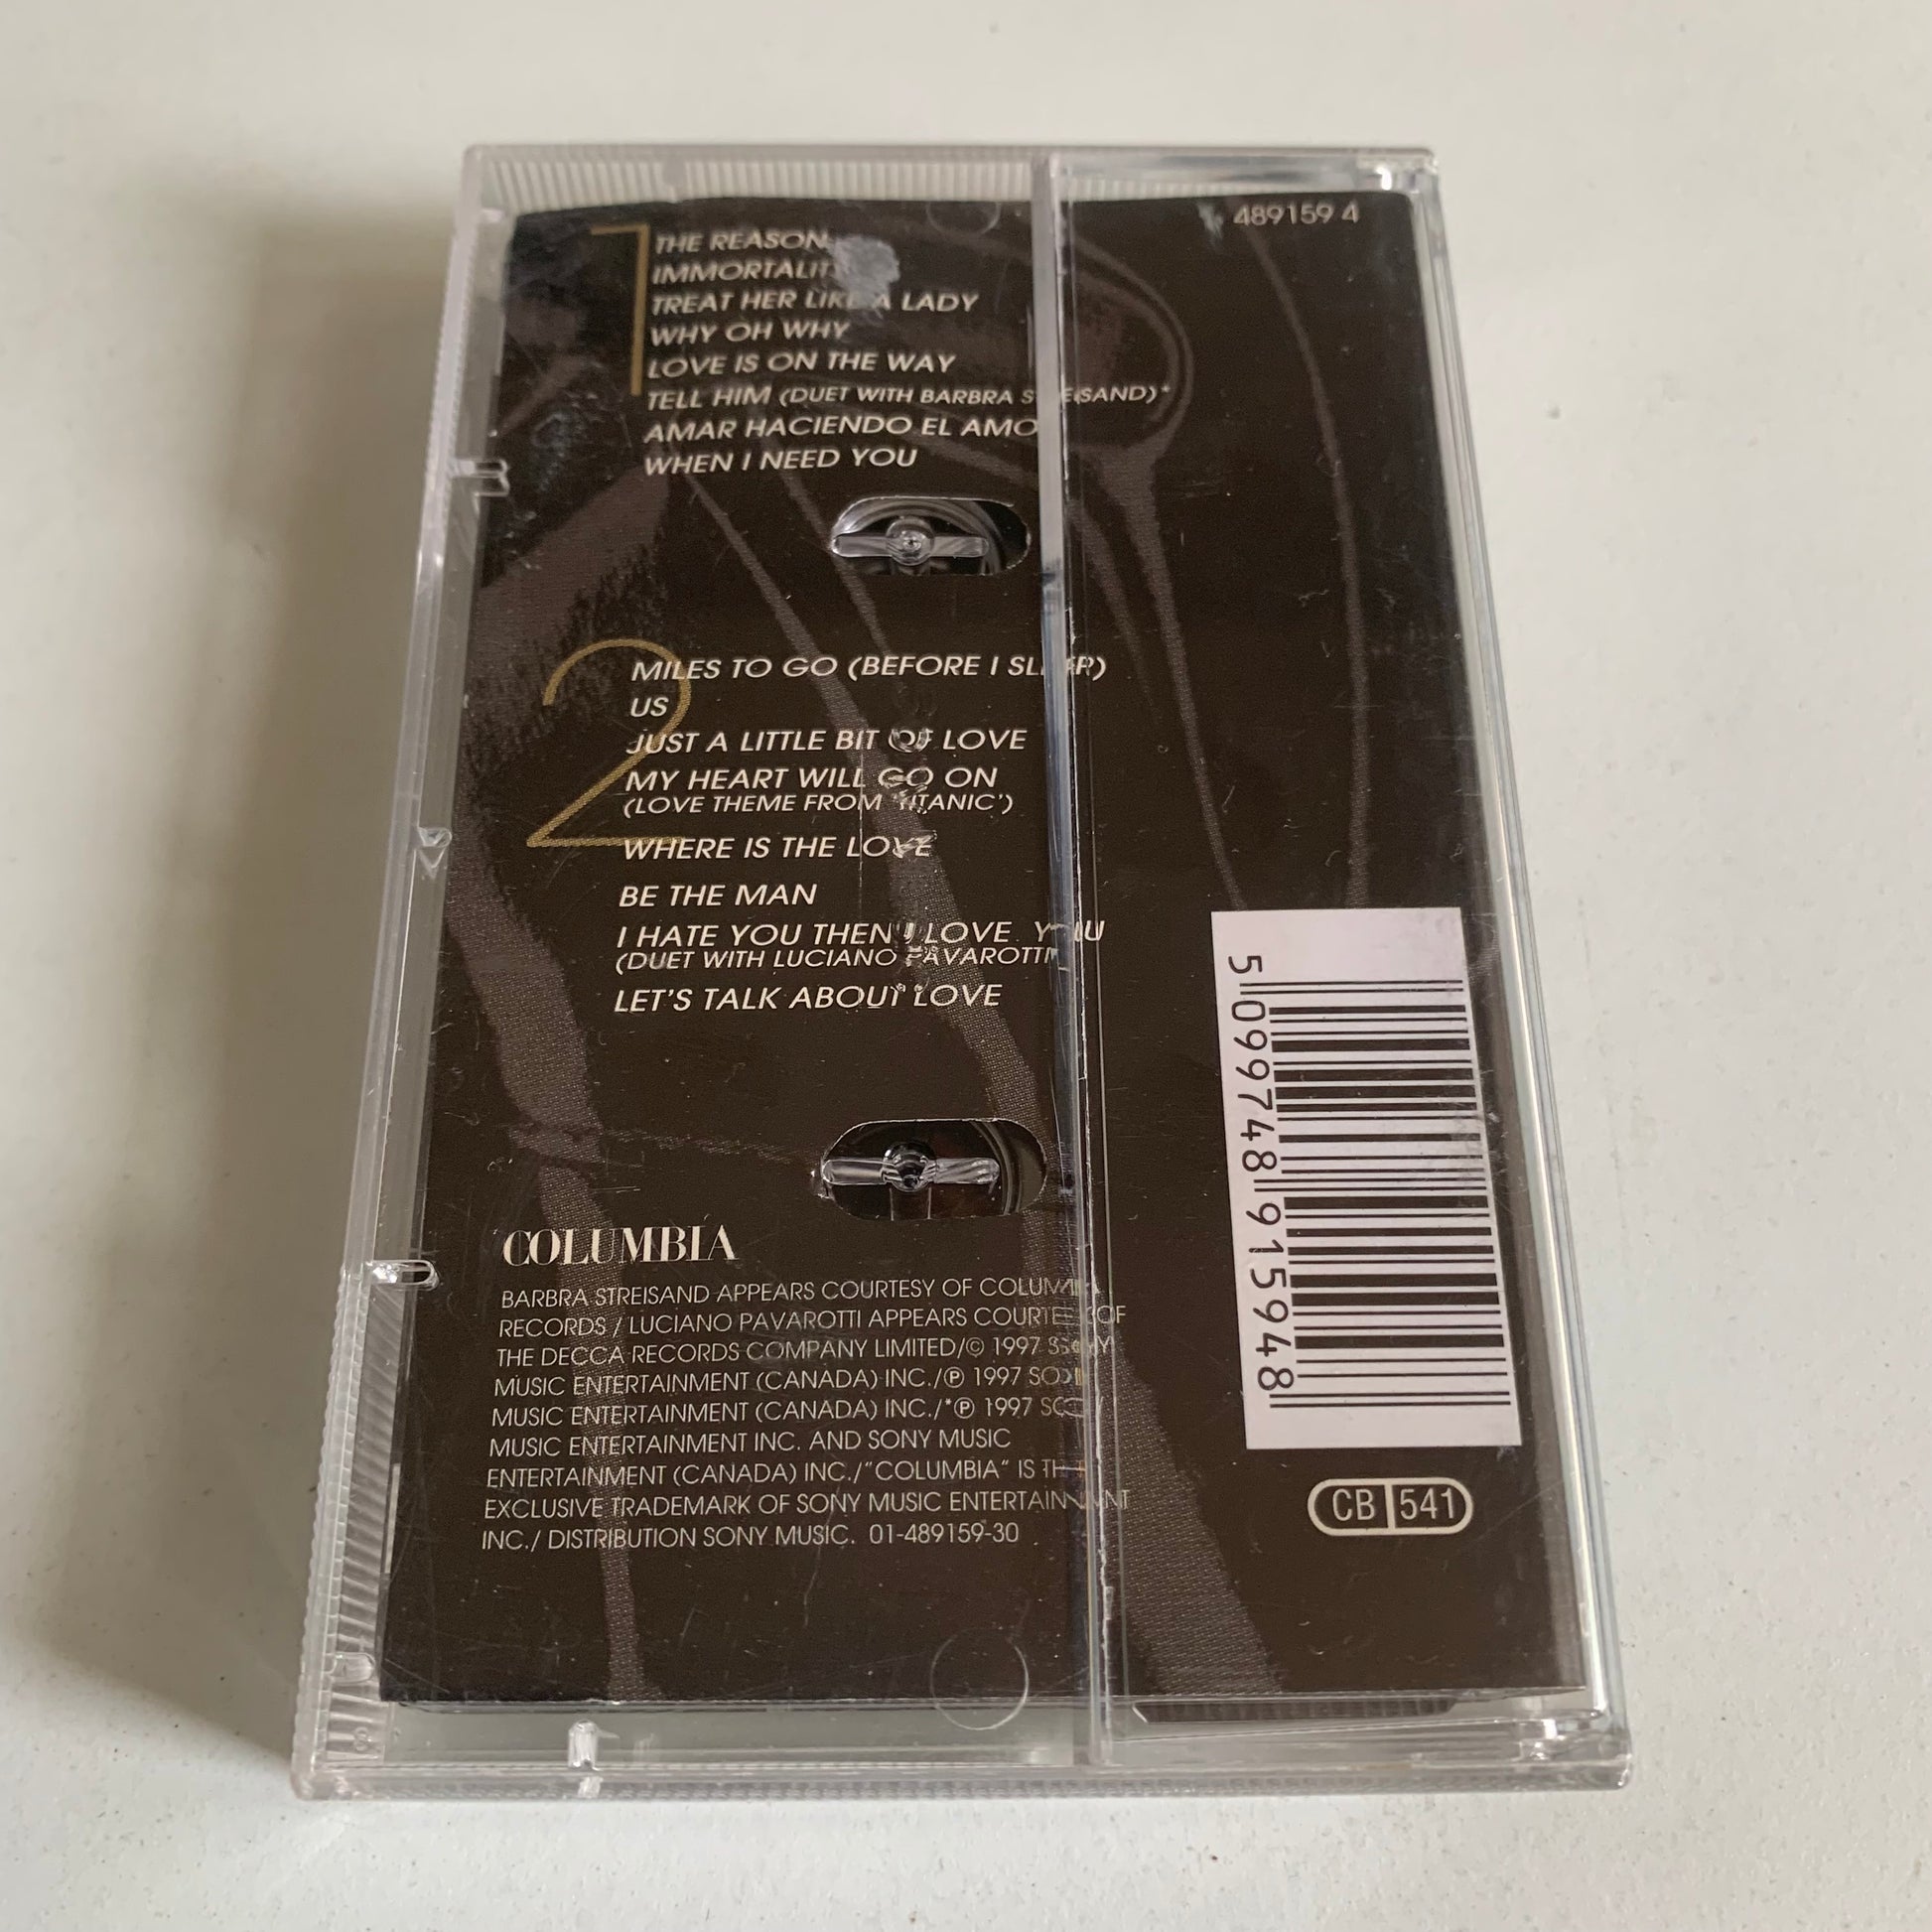 489159 4
1
THE REASON
IMMORTALITY
TREAT HER LIKE A LADY
WHY OH WHY
LOVE IS ON THE WAY
TELL HIM (DUET WITH BARBRA STREISAND)*
AMAR HACIENDO EL AMO
WHEN I NEED YOU
2
MILES TO GO (BEFORE I SLEEP)
US
JUST A LITTLE BIT OF LOVE
MY HEART WILL GO ON
(LOVE THEME FROM 'TITANIC')
WHERE IS THE LOVE
BE THE MAN
I HATE YOU THEN I LOVE YOU
(DUET WITH LUCIANO PAVAROTTI)
LET'S TALK ABOUT LOVE
COLUMBIA
BARBRA STREISAND APPEARS COURTESY OF COLUMBIA
RECORDS / LUCIANO PAVAROTTI APPEARS COURTESY OF
THE DECCA RECORDS COMPANY LIMITED/© 1997 SONY
MUSIC ENTERTAINMENT (CANADA) INC./℗ 1997 SONY
MUSIC ENTERTAINMENT (CANADA) INC./*℗ 1997 SONY
MUSIC ENTERTAINMENT INC. AND SONY MUSIC
ENTERTAINMENT (CANADA) INC./"COLUMBIA" IS THE
EXCLUSIVE TRADEMARK OF SONY MUSIC ENTERTAINMENT
INC./ DISTRIBUTION SONY MUSIC. 01-489159-30
5 099748 915948
CB 541